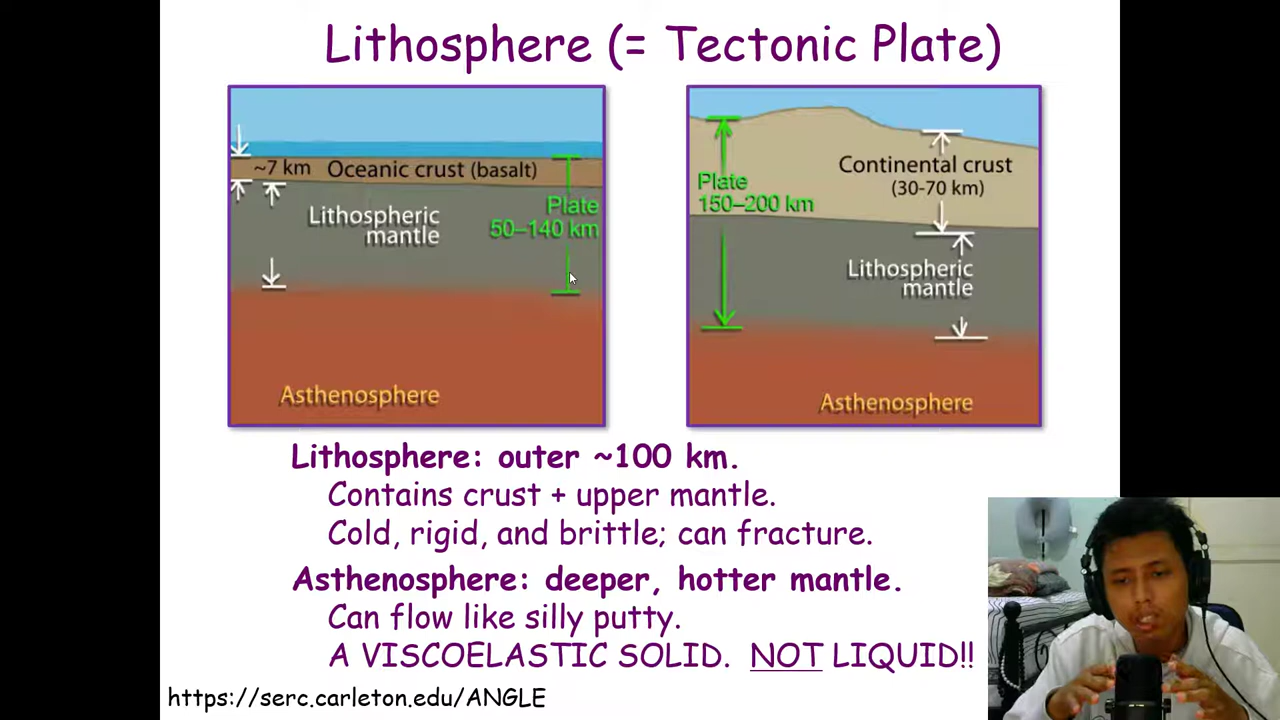 Lithosphere (= Tectonic Plate)
~7 km Oceanic crust (basalt)
Lithospheric
mantle
Plate
50–140 km
Asthenosphere
Plate
150–200 km
Continental crust
(30-70 km)
Lithospheric
mantle
Asthenosphere
Lithosphere: outer ~100 km.
Contains crust + upper mantle.
Cold, rigid, and brittle; can fracture.
Asthenosphere: deeper, hotter mantle.
Can flow like silly putty.
A VISCOELASTIC SOLID. NOT LIQUID!!
https://serc.carleton.edu/ANGLE